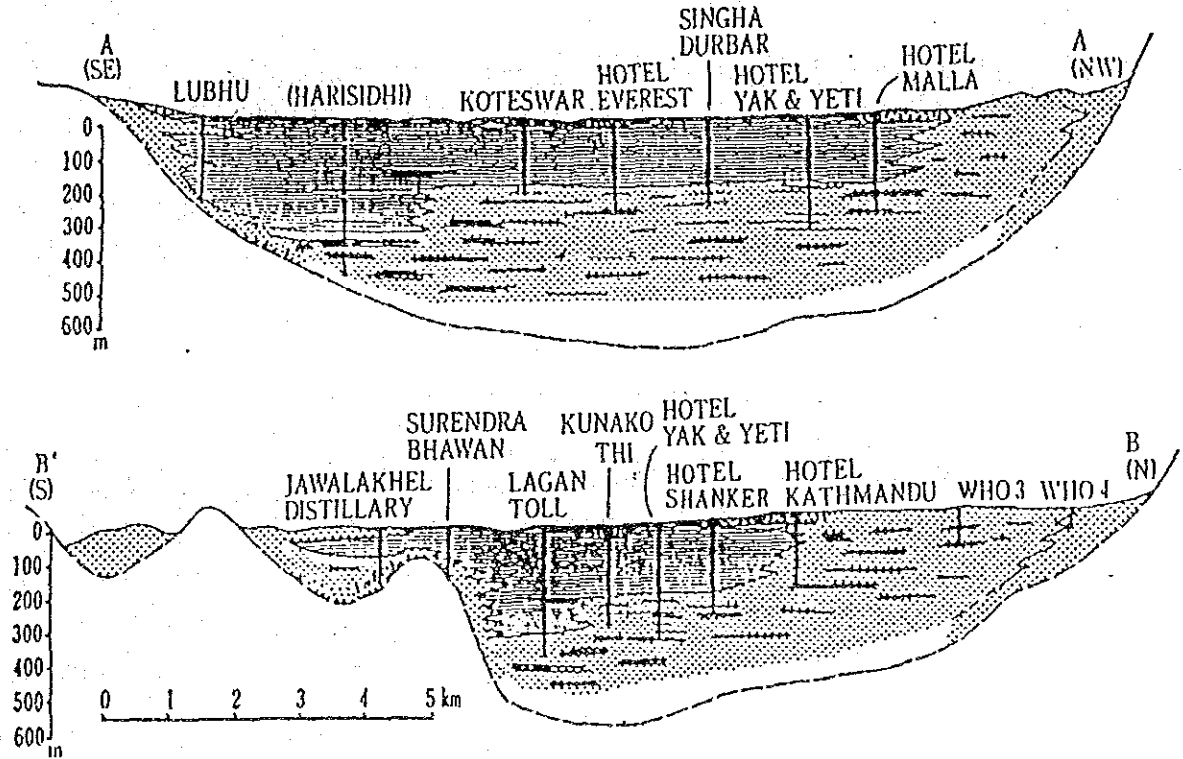 A
(SE)
LUBHU
(HARISIDHI)
KOTESWAR
HOTEL
EVEREST
SINGHA
DURBAR
HOTEL
YAK & YETI
HOTEL
MALLA
A
(NW)
0
100
200
300
400
500
600
m
B'
(S)
JAWALAKHEL
DISTILLARY
SURENDRA
BHAWAN
LAGAN
TOLL
KUNAKO
THI
HOTEL
YAK & YETI
HOTEL
SHANKER
HOTEL
KATHMANDU
WHO 3
WHO 4
B
(N)
0
100
200
300
400
500
600
m
0 1 2 3 4 5 km